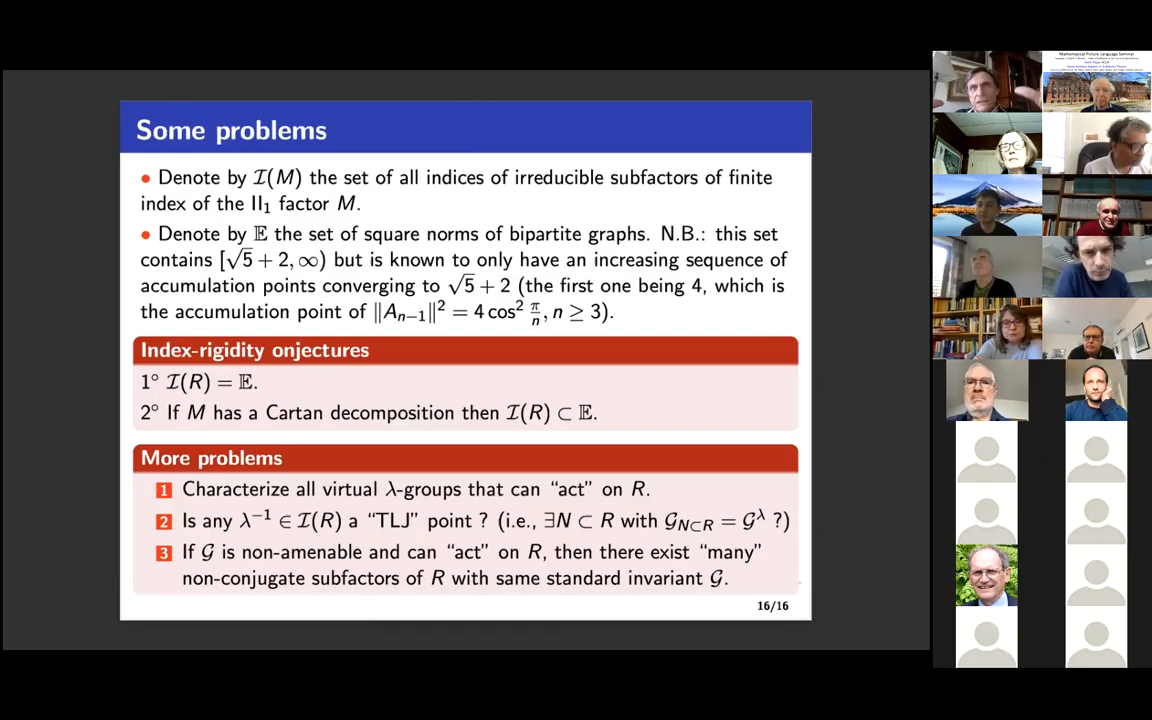 Some problems
• Denote by ℐ(M) the set of all indices of irreducible subfactors of finite
index of the II₁ factor M.
• Denote by 𝔼 the set of square norms of bipartite graphs. N.B.: this set
contains [√5 + 2, ∞) but is known to only have an increasing sequence of
accumulation points converging to √5 + 2 (the first one being 4, which is
the accumulation point of ‖Aₙ₋₁‖² = 4 cos² π/n, n ≥ 3).
Index-rigidity onjectures
1° ℐ(R) = 𝔼.
2° If M has a Cartan decomposition then ℐ(R) ⊂ 𝔼.
More problems
1 Characterize all virtual λ-groups that can “act” on R.
2 Is any λ⁻¹ ∈ ℐ(R) a “TLJ” point ? (i.e., ∃N ⊂ R with 𝒢_{N⊂R} = 𝒢^λ ?)
3 If 𝒢 is non-amenable and can “act” on R, then there exist “many”
non-conjugate subfactors of R with same standard invariant 𝒢.
16/16
Mathematical Picture Language Seminar